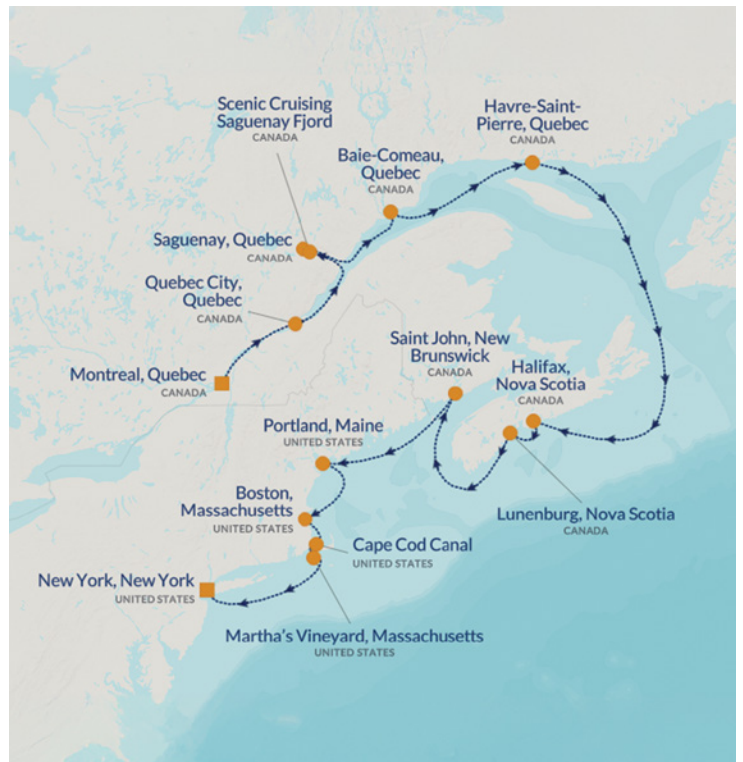 Scenic Cruising
Saguenay Fjord
CANADA
Havre-Saint-
Pierre, Quebec
CANADA
Baie-Comeau,
Quebec
CANADA
Saguenay, Quebec
CANADA
Quebec City,
Quebec
CANADA
Saint John, New
Brunswick
CANADA
Halifax,
Nova Scotia
CANADA
Montreal, Quebec
CANADA
Portland, Maine
UNITED STATES
Boston,
Massachusetts
UNITED STATES
Lunenburg, Nova Scotia
CANADA
Cape Cod Canal
UNITED STATES
New York, New York
UNITED STATES
Martha's Vineyard, Massachusetts
UNITED STATES